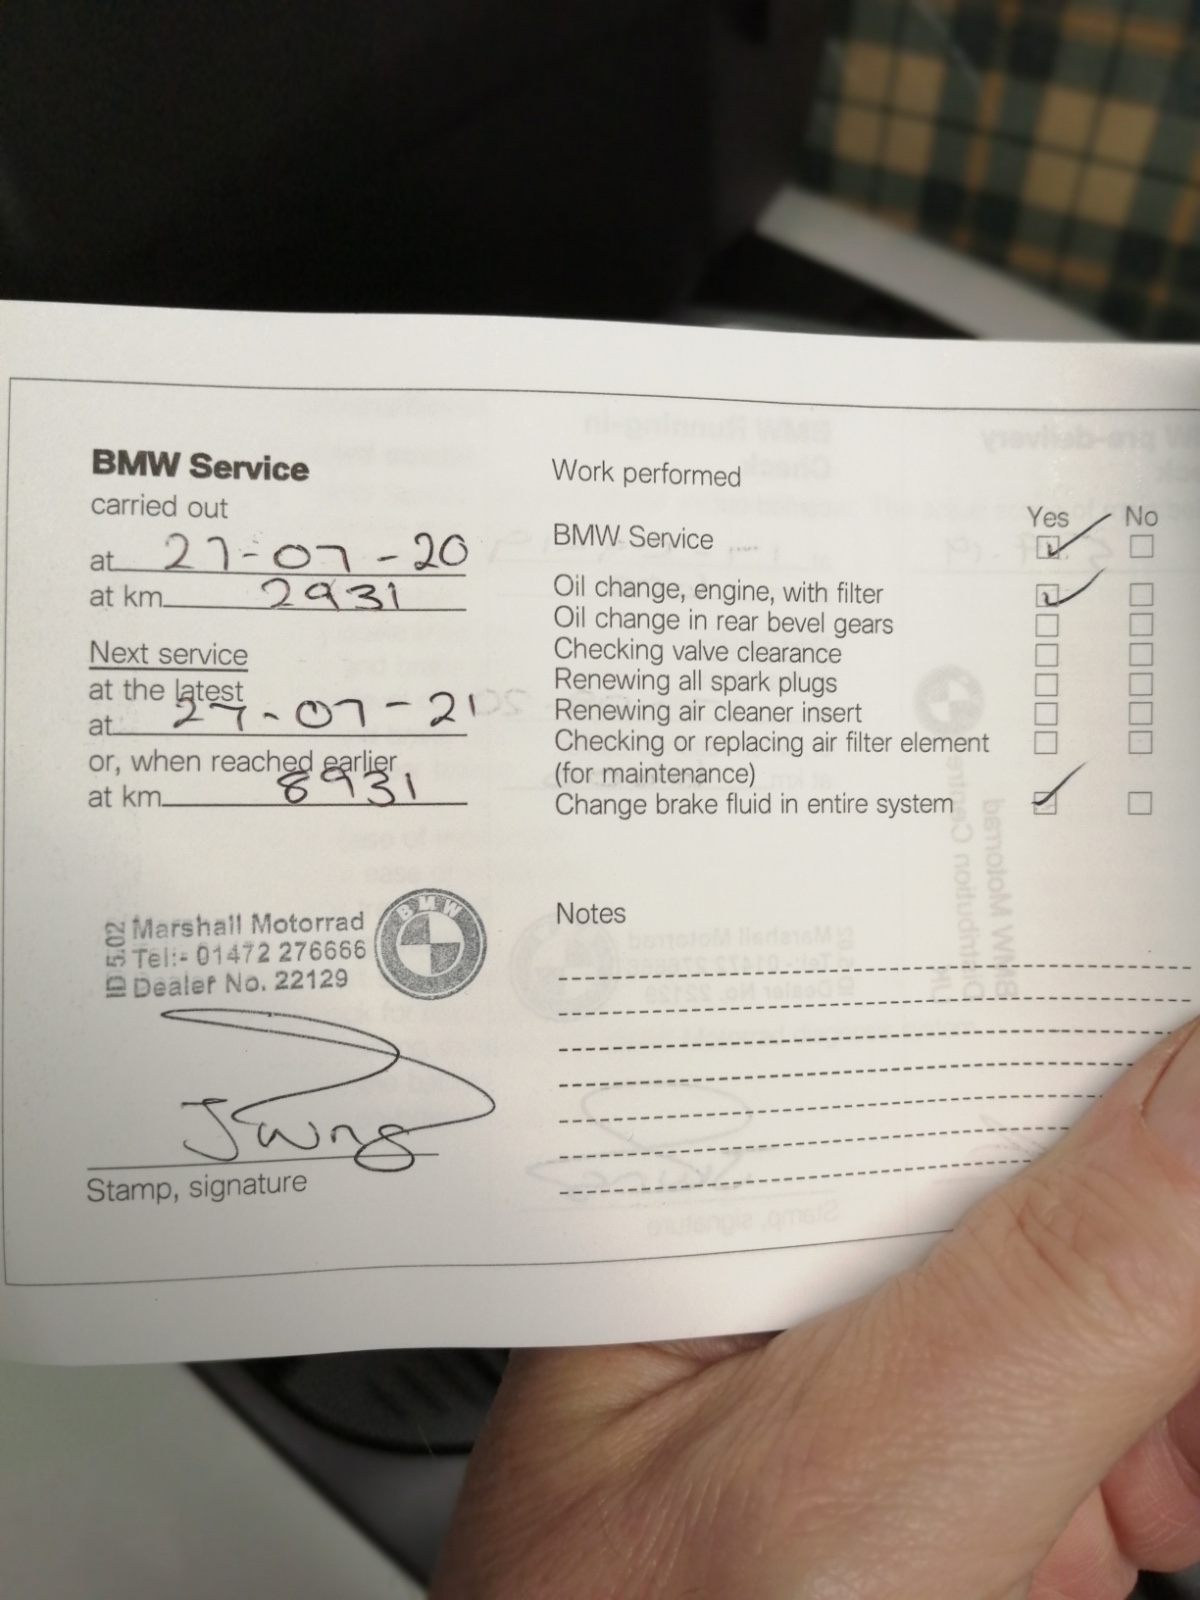 BMW Service
carried out
at 27-07-20
at km 2931
Next service
at the latest
at 27-07-21
or, when reached earlier
at km 8931
ID 5.02
Marshall Motorrad
Tel:- 01472 276666
Dealer No. 22129
BMW
Stamp, signature
Work performed
Yes No
BMW Service
Oil change, engine, with filter
Oil change in rear bevel gears
Checking valve clearance
Renewing all spark plugs
Renewing air cleaner insert
Checking or replacing air filter element
(for maintenance)
Change brake fluid in entire system
Notes